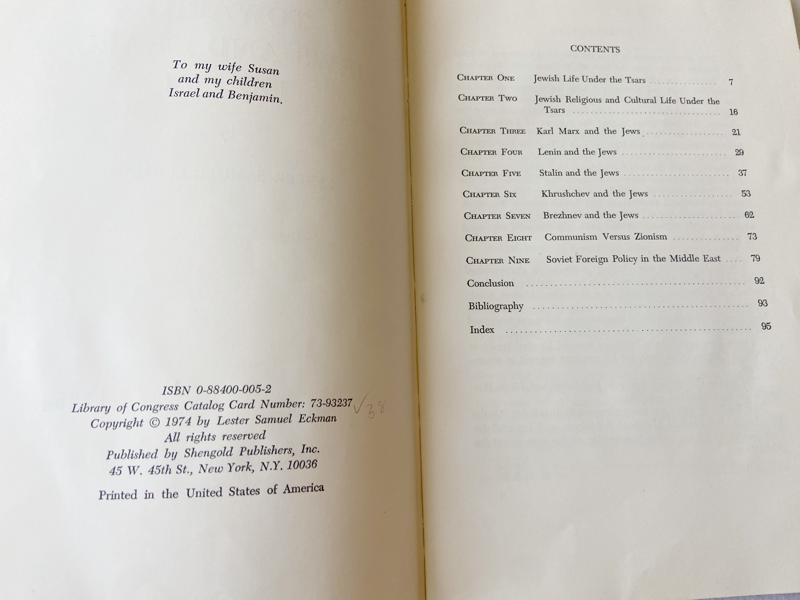 To my wife Susan
and my children
Israel and Benjamin.
ISBN 0-88400-005-2
Library of Congress Catalog Card Number: 73-93237
Copyright © 1974 by Lester Samuel Eckman
All rights reserved
Published by Shengold Publishers, Inc.
45 W. 45th St., New York, N.Y. 10036
Printed in the United States of America
CONTENTS
CHAPTER ONE Jewish Life Under the Tsars 7
CHAPTER TWO Jewish Religious and Cultural Life Under the
Tsars 16
CHAPTER THREE Karl Marx and the Jews 21
CHAPTER FOUR Lenin and the Jews 29
CHAPTER FIVE Stalin and the Jews 37
CHAPTER SIX Khrushchev and the Jews 53
CHAPTER SEVEN Brezhnev and the Jews 62
CHAPTER EIGHT Communism Versus Zionism 73
CHAPTER NINE Soviet Foreign Policy in the Middle East 79
Conclusion 92
Bibliography 93
Index 95